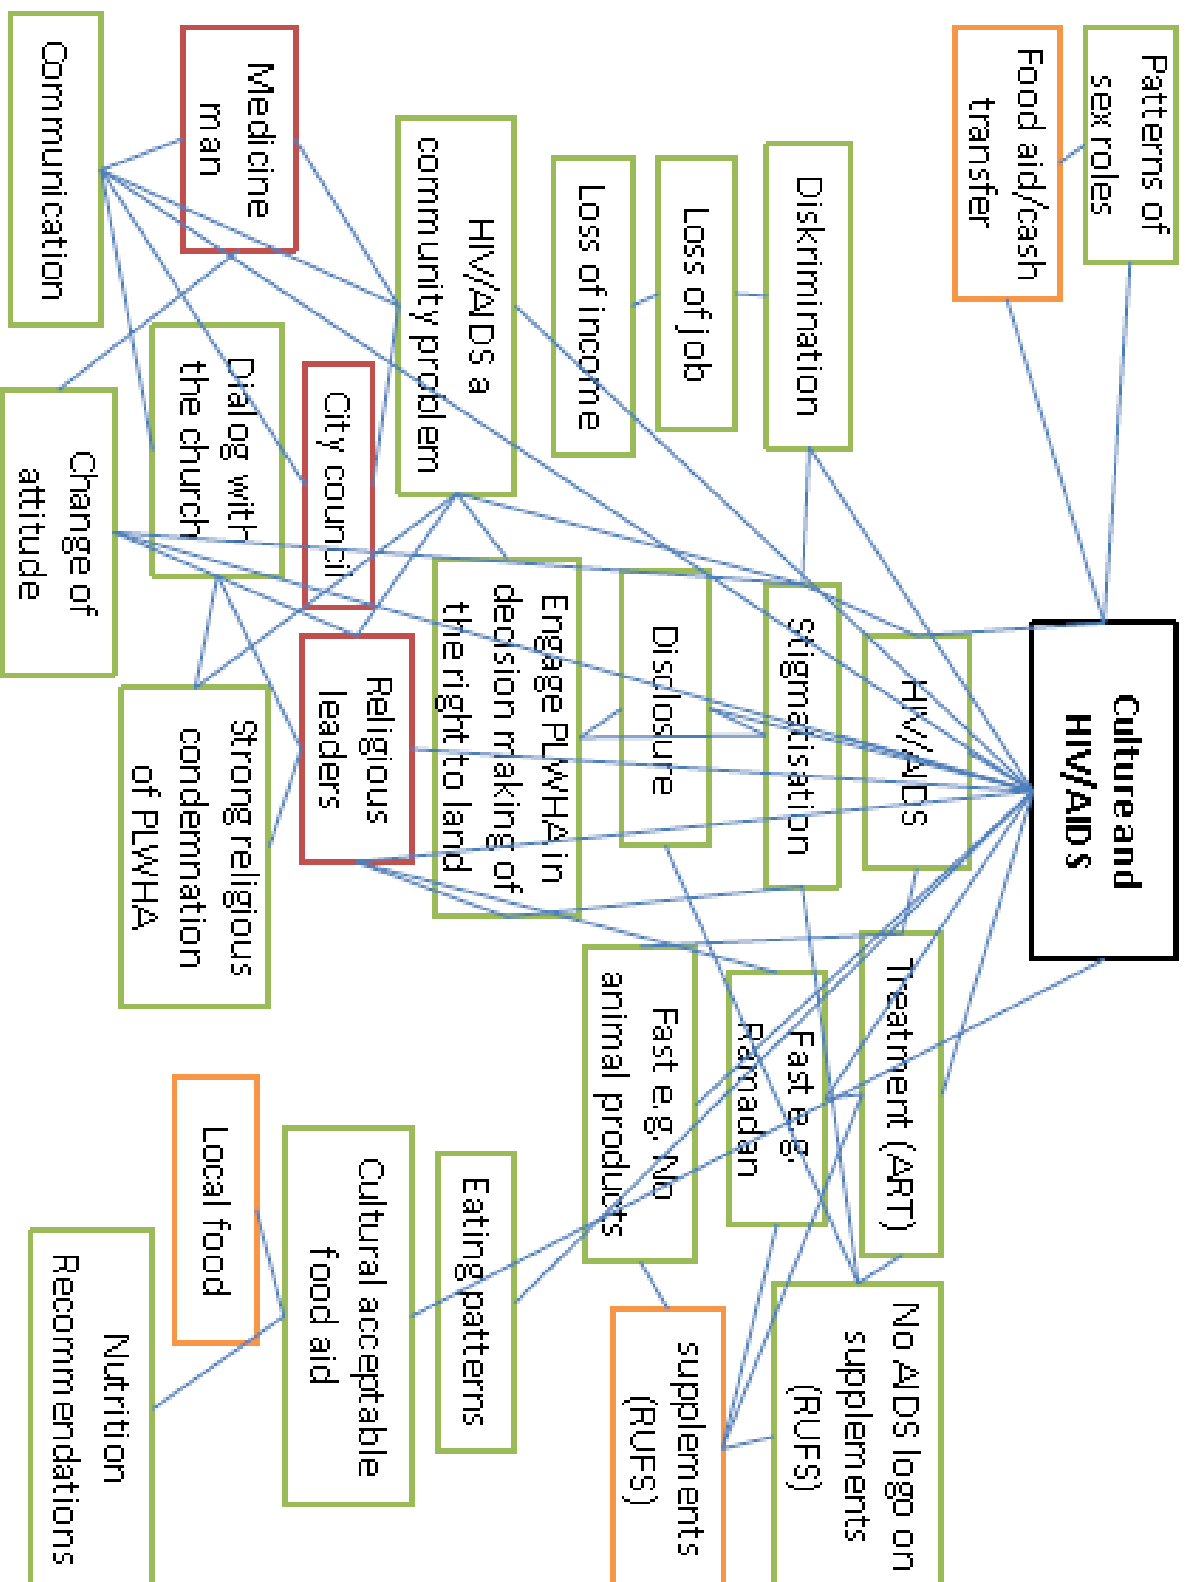 Culture and
HIV/AIDS
Patterns of
sex roles
Food aid/cash
transfer
HIV/AIDS
Treatment (ART)
No AIDS logo on
supplements
(RUFS)
Diskrimination
Stigmatisation
Fast e.g.
Ramadan
Loss of job
Disclosure
Fast e.g. No
animal products
supplements
(RUFS)
Loss of income
HIV/AIDS a
community problem
Engage PLWHA in
decision making of
the right to land
Eating patterns
City council
Religious
leaders
Cultural acceptable
food aid
Medicine
man
Dialog with
the church
Strong religious
condemnation
of PLWHA
Local food
Communication
Change of
attitude
Nutrition
Recommendations